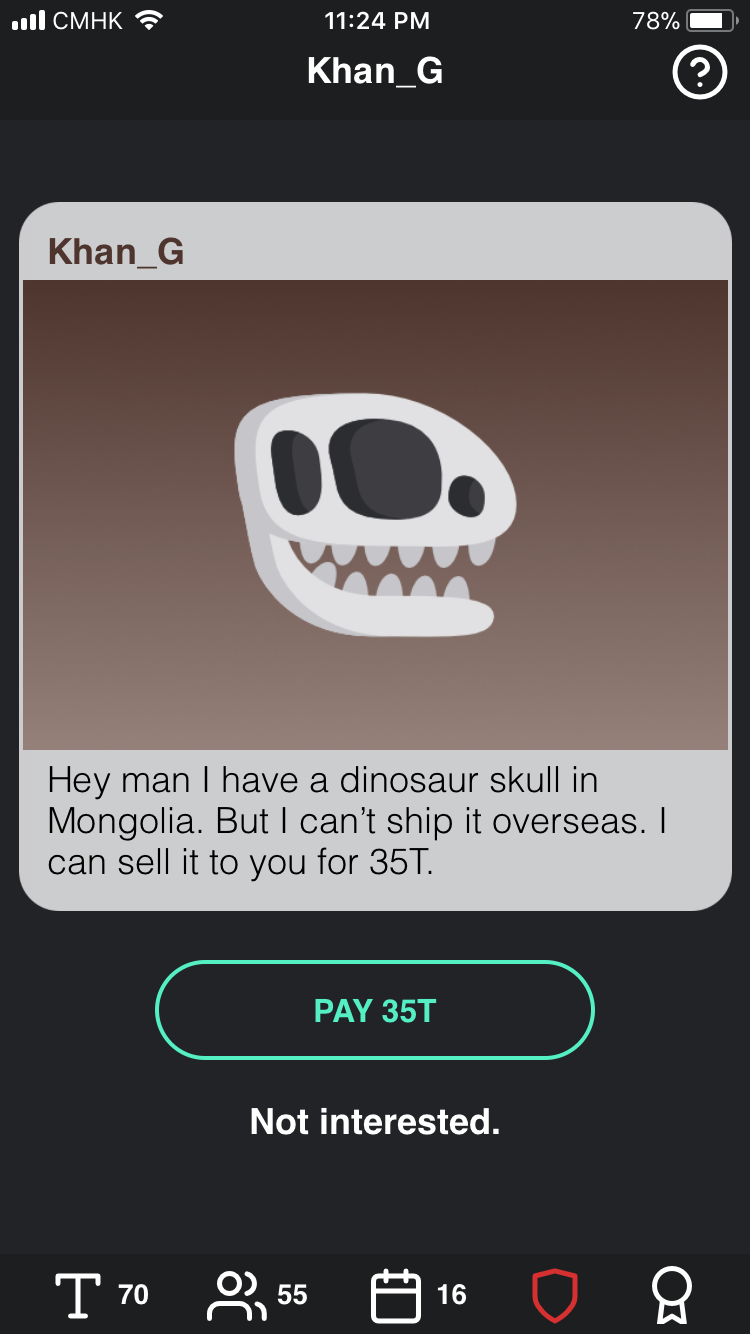 CMHK 11:24 PM 78%
Khan_G
Khan_G
Hey man I have a dinosaur skull in
Mongolia. But I can’t ship it overseas. I
can sell it to you for 35T.
PAY 35T
Not interested.
T 70 55 16